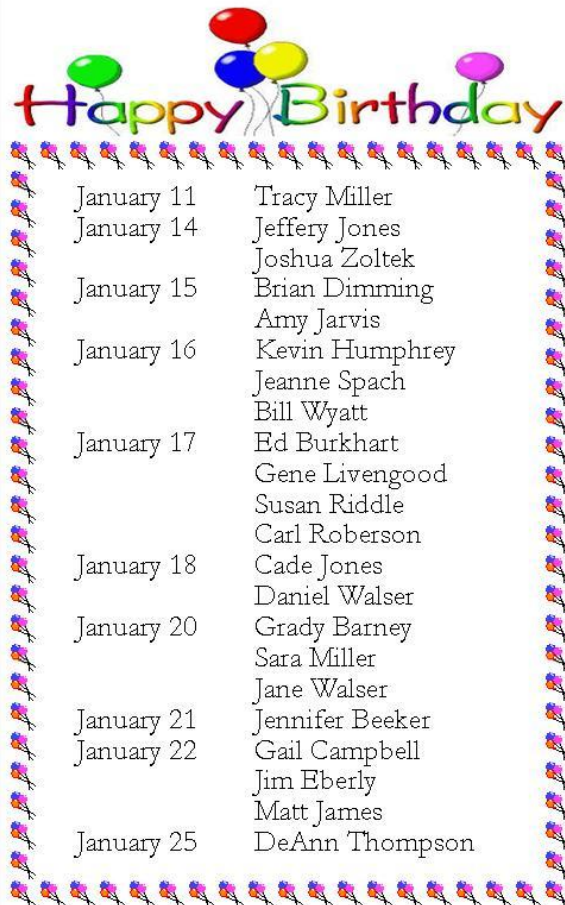 Happy Birthday
January 11 Tracy Miller
January 14 Jeffery Jones
Joshua Zoltek
January 15 Brian Dimming
Amy Jarvis
January 16 Kevin Humphrey
Jeanne Spach
Bill Wyatt
January 17 Ed Burkhart
Gene Livengood
Susan Riddle
Carl Roberson
January 18 Cade Jones
Daniel Walser
January 20 Grady Barney
Sara Miller
Jane Walser
January 21 Jennifer Beeker
January 22 Gail Campbell
Jim Eberly
Matt James
January 25 DeAnn Thompson